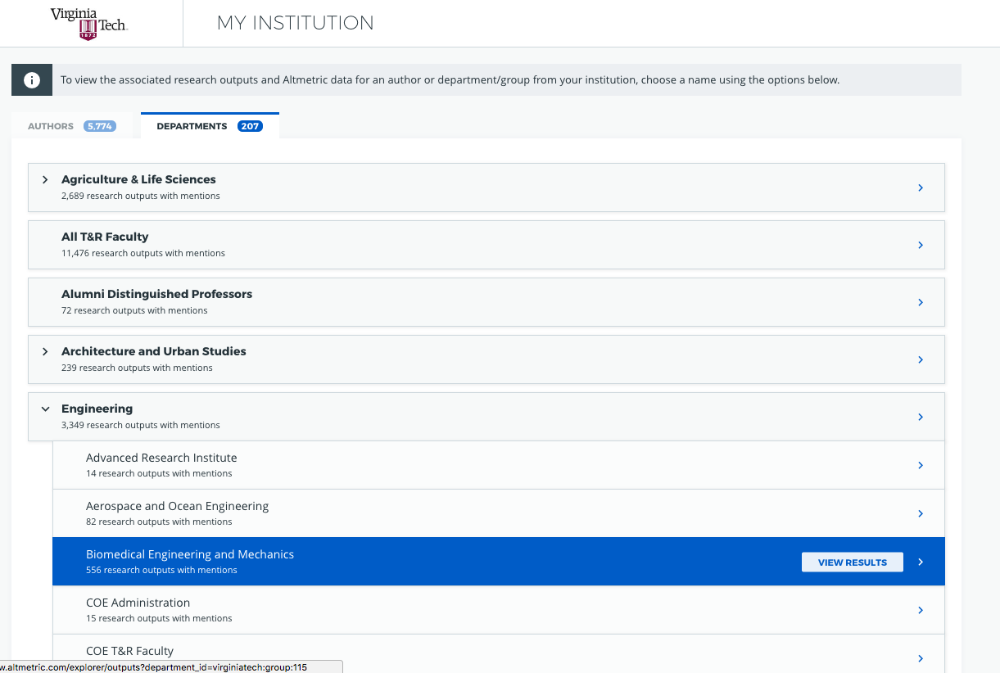 Virginia
Tech
1872
MY INSTITUTION
To view the associated research outputs and Altmetric data for an author or department/group from your institution, choose a name using the options below.
AUTHORS 5,774 DEPARTMENTS 207
Agriculture & Life Sciences
2,689 research outputs with mentions
All T&R Faculty
11,476 research outputs with mentions
Alumni Distinguished Professors
72 research outputs with mentions
Architecture and Urban Studies
239 research outputs with mentions
Engineering
3,349 research outputs with mentions
Advanced Research Institute
14 research outputs with mentions
Aerospace and Ocean Engineering
82 research outputs with mentions
Biomedical Engineering and Mechanics
556 research outputs with mentions
VIEW RESULTS
COE Administration
15 research outputs with mentions
COE T&R Faculty
w.altmetric.com/explorer/outputs?department_id=virginiatech:group:115